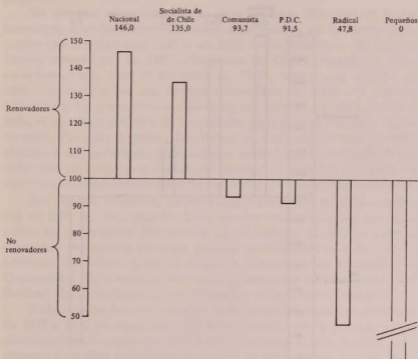 Nacional
146,0
Socialista de
de Chile
135,0
Comunista
93,7
P.D.C.
91,5
Radical
47,8
Pequeños
0
Renovadores
No
renovadores
150
140
130
120
110
100
90
80
70
60
50